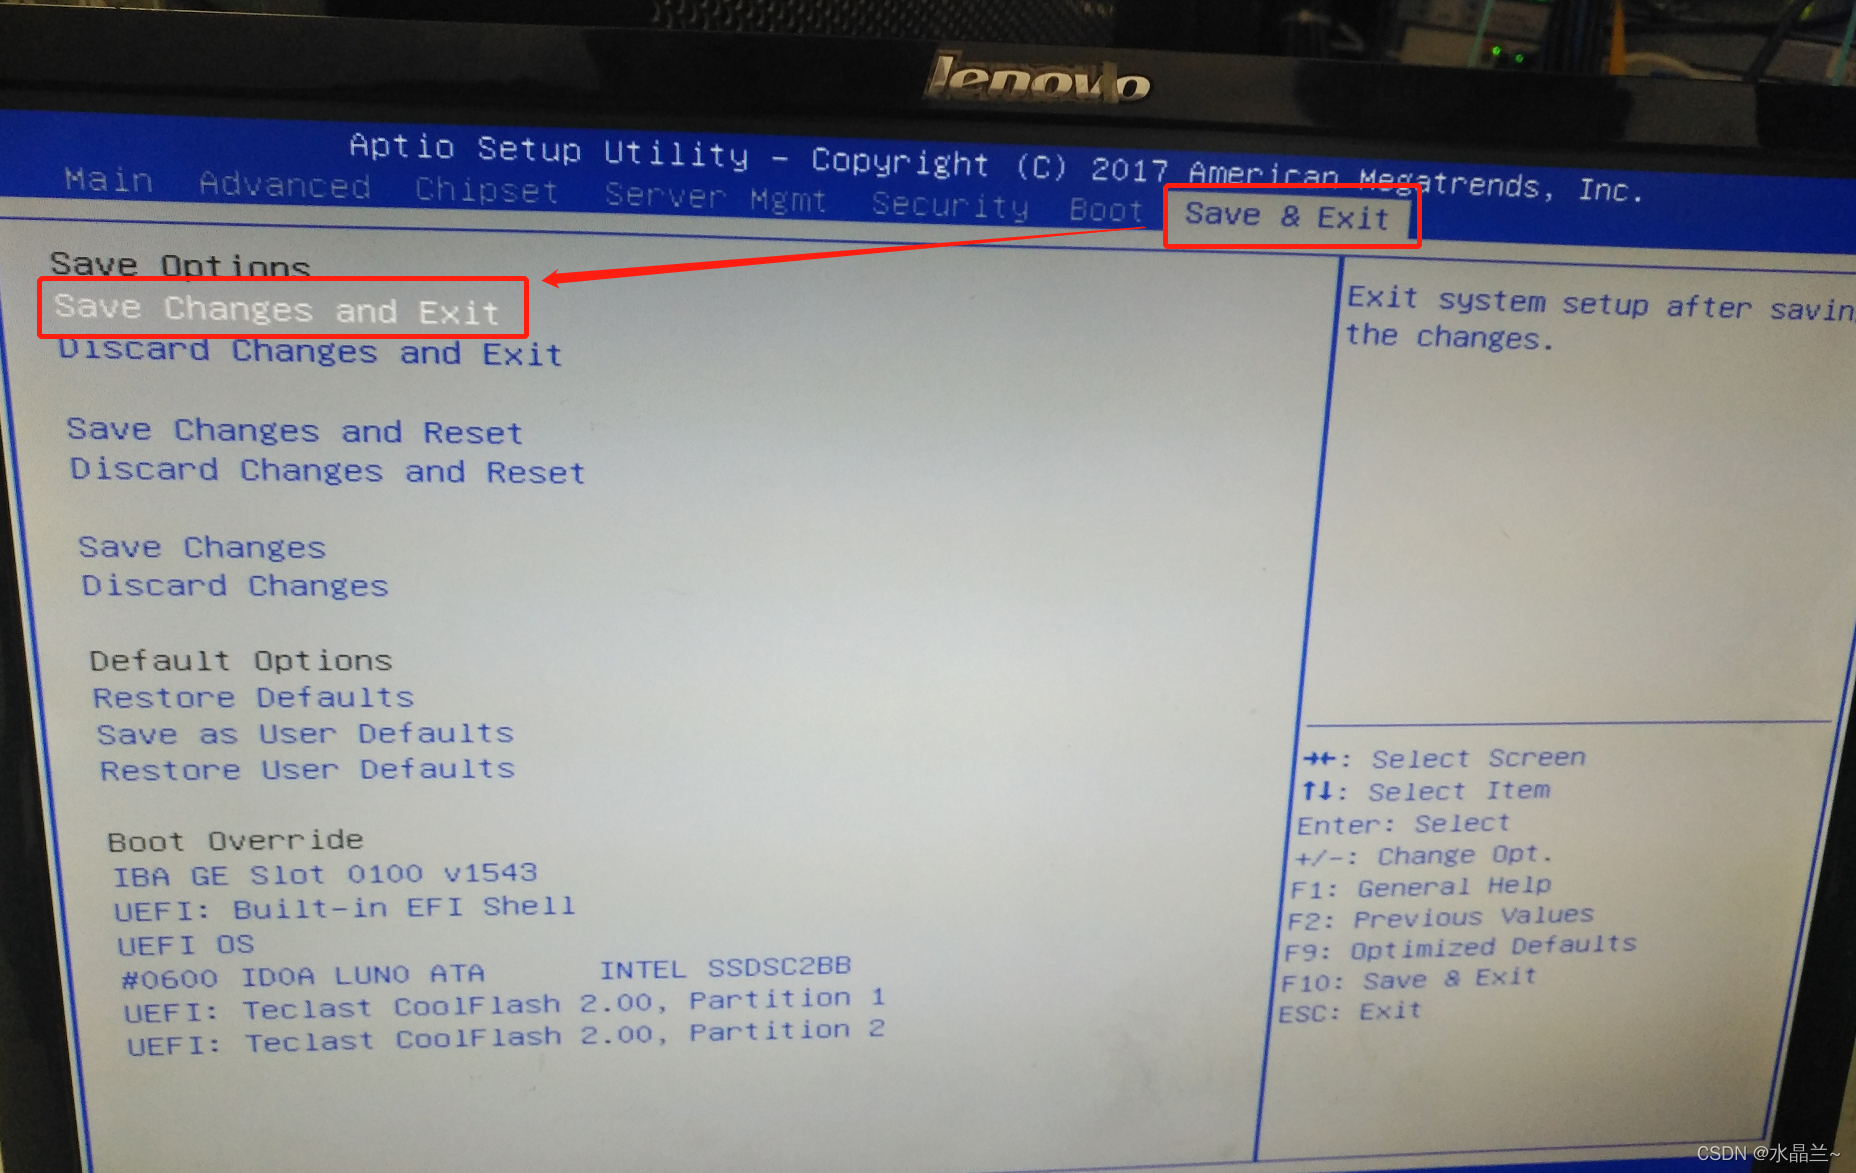 lenovo
Aptio Setup Utility - Copyright (C) 2017 American Megatrends, Inc.
Main Advanced Chipset Server Mgmt Security Boot Save & Exit
Save Options
Save Changes and Exit
Discard Changes and Exit
Save Changes and Reset
Discard Changes and Reset
Save Changes
Discard Changes
Default Options
Restore Defaults
Save as User Defaults
Restore User Defaults
Boot Override
IBA GE Slot 0100 v1543
UEFI: Built-in EFI Shell
UEFI OS
#0600 ID0A LUN0 ATA INTEL SSDSC2BB
UEFI: Teclast CoolFlash 2.00, Partition 1
UEFI: Teclast CoolFlash 2.00, Partition 2
Exit system setup after savin
the changes.
→←: Select Screen
↑↓: Select Item
Enter: Select
+/-: Change Opt.
F1: General Help
F2: Previous Values
F9: Optimized Defaults
F10: Save & Exit
ESC: Exit
CSDN @水晶兰~